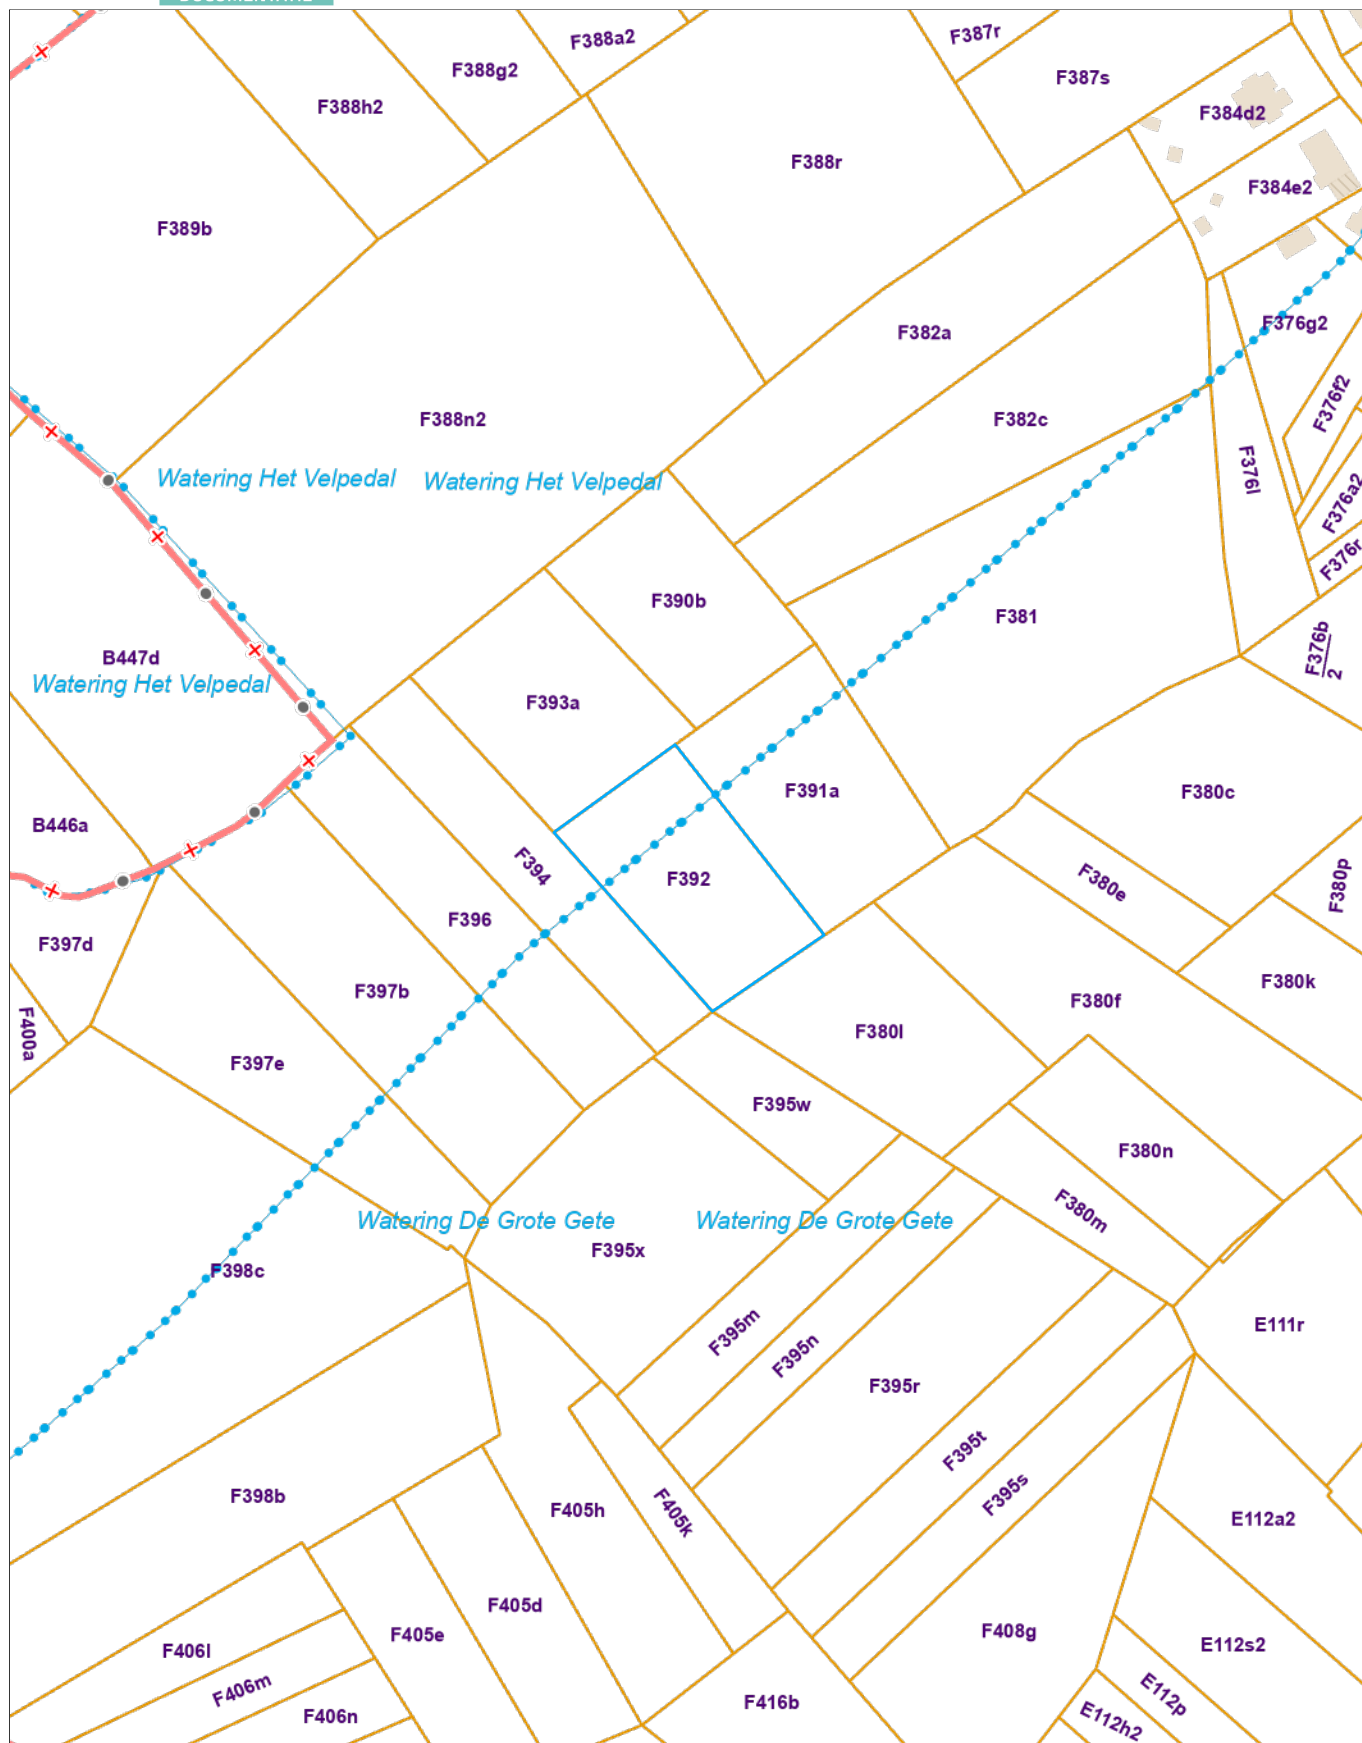 F388a2
F387r
F388g2
F387s
F388h2
F384d2
F388r
F384e2
F389b
F376g2
F382a
F376f2
F388n2
F382c
F376l
Watering Het Velpedal
Watering Het Velpedal
F376a2
F376r
F390b
F381
F376b
2
B447d
Watering Het Velpedal
F393a
F391a
F380c
B446a
F394
F392
F380e
F380p
F396
F397d
F397b
F380k
F380f
F400a
F380l
F397e
F395w
F380n
F380m
Watering De Grote Gete
Watering De Grote Gete
F395x
F398c
F395m
F395n
E111r
F395r
F395t
F395s
F398b
F405h
F405k
E112a2
F405d
F405e
F408g
E112s2
F406l
F406m
E112p
F416b
F406n
E112h2